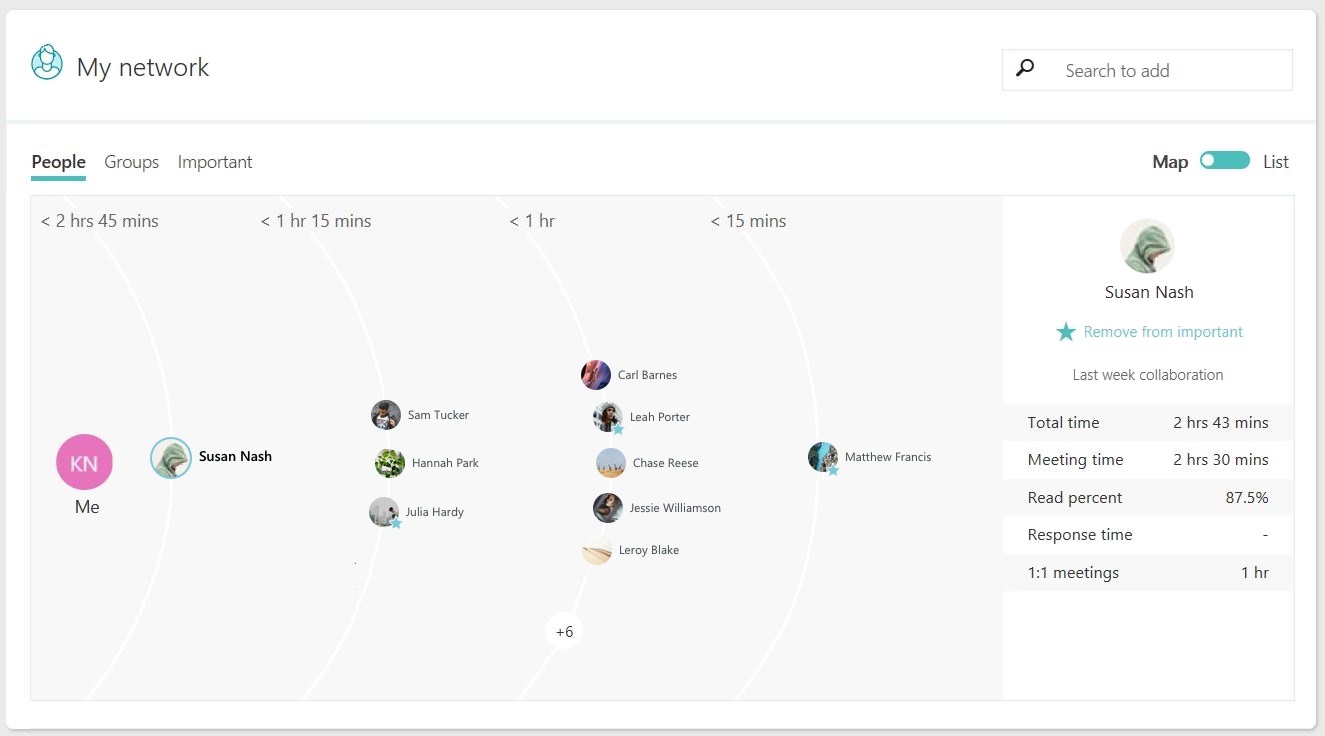 My network
Search to add
People Groups Important
Map List
< 2 hrs 45 mins < 1 hr 15 mins < 1 hr < 15 mins
KN
Me
Susan Nash
Sam Tucker
Hannah Park
Julia Hardy
Carl Barnes
Leah Porter
Chase Reese
Jessie Williamson
Leroy Blake
+6
Matthew Francis
Susan Nash
Remove from important
Last week collaboration
Total time 2 hrs 43 mins
Meeting time 2 hrs 30 mins
Read percent 87.5%
Response time -
1:1 meetings 1 hr